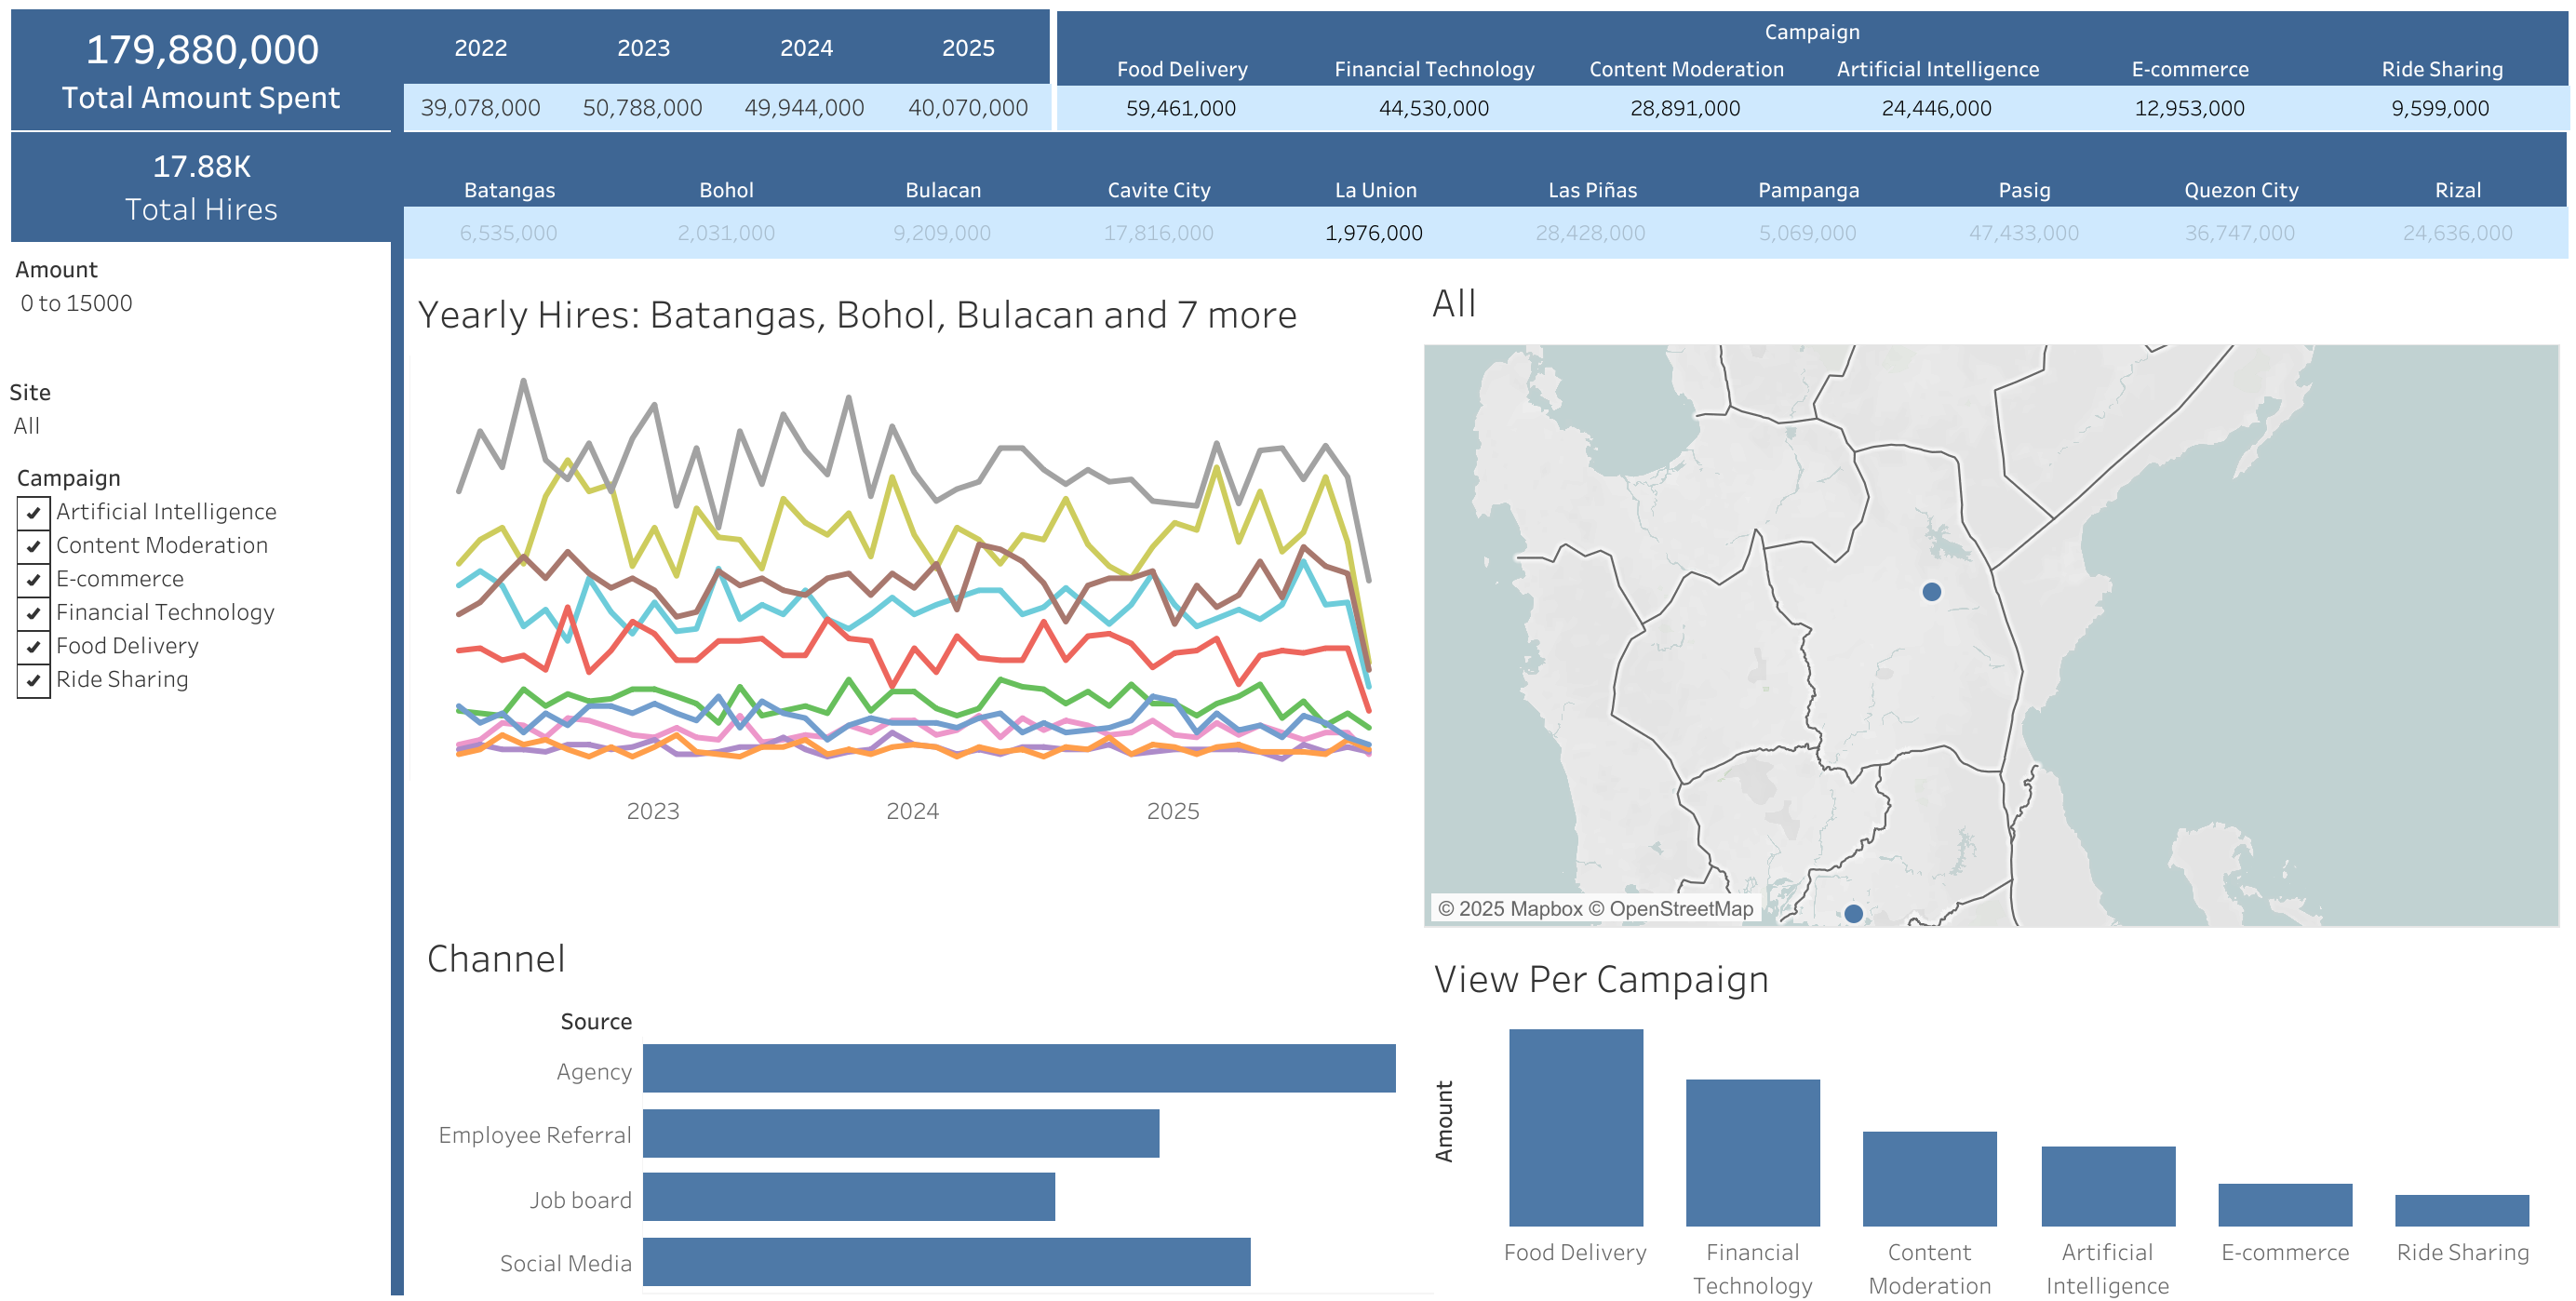 179,880,000
Total Amount Spent
2022 2023 2024 2025
39,078,000 50,788,000 49,944,000 40,070,000
Campaign
Food Delivery Financial Technology Content Moderation Artificial Intelligence E-commerce Ride Sharing
59,461,000 44,530,000 28,891,000 24,446,000 12,953,000 9,599,000
17.88K
Total Hires
Batangas Bohol Bulacan Cavite City La Union Las Piñas Pampanga Pasig Quezon City Rizal
6,535,000 2,031,000 9,209,000 17,816,000 1,976,000 28,428,000 5,069,000 47,433,000 36,747,000 24,636,000
Amount
0 to 15000
Site
All
Campaign
Artificial Intelligence
Content Moderation
E-commerce
Financial Technology
Food Delivery
Ride Sharing
Yearly Hires: Batangas, Bohol, Bulacan and 7 more
2023 2024 2025
All
© 2025 Mapbox © OpenStreetMap
Channel
Source
Agency
Employee Referral
Job board
Social Media
View Per Campaign
Amount
Food Delivery Financial Content Artificial E-commerce Ride Sharing
Technology Moderation Intelligence